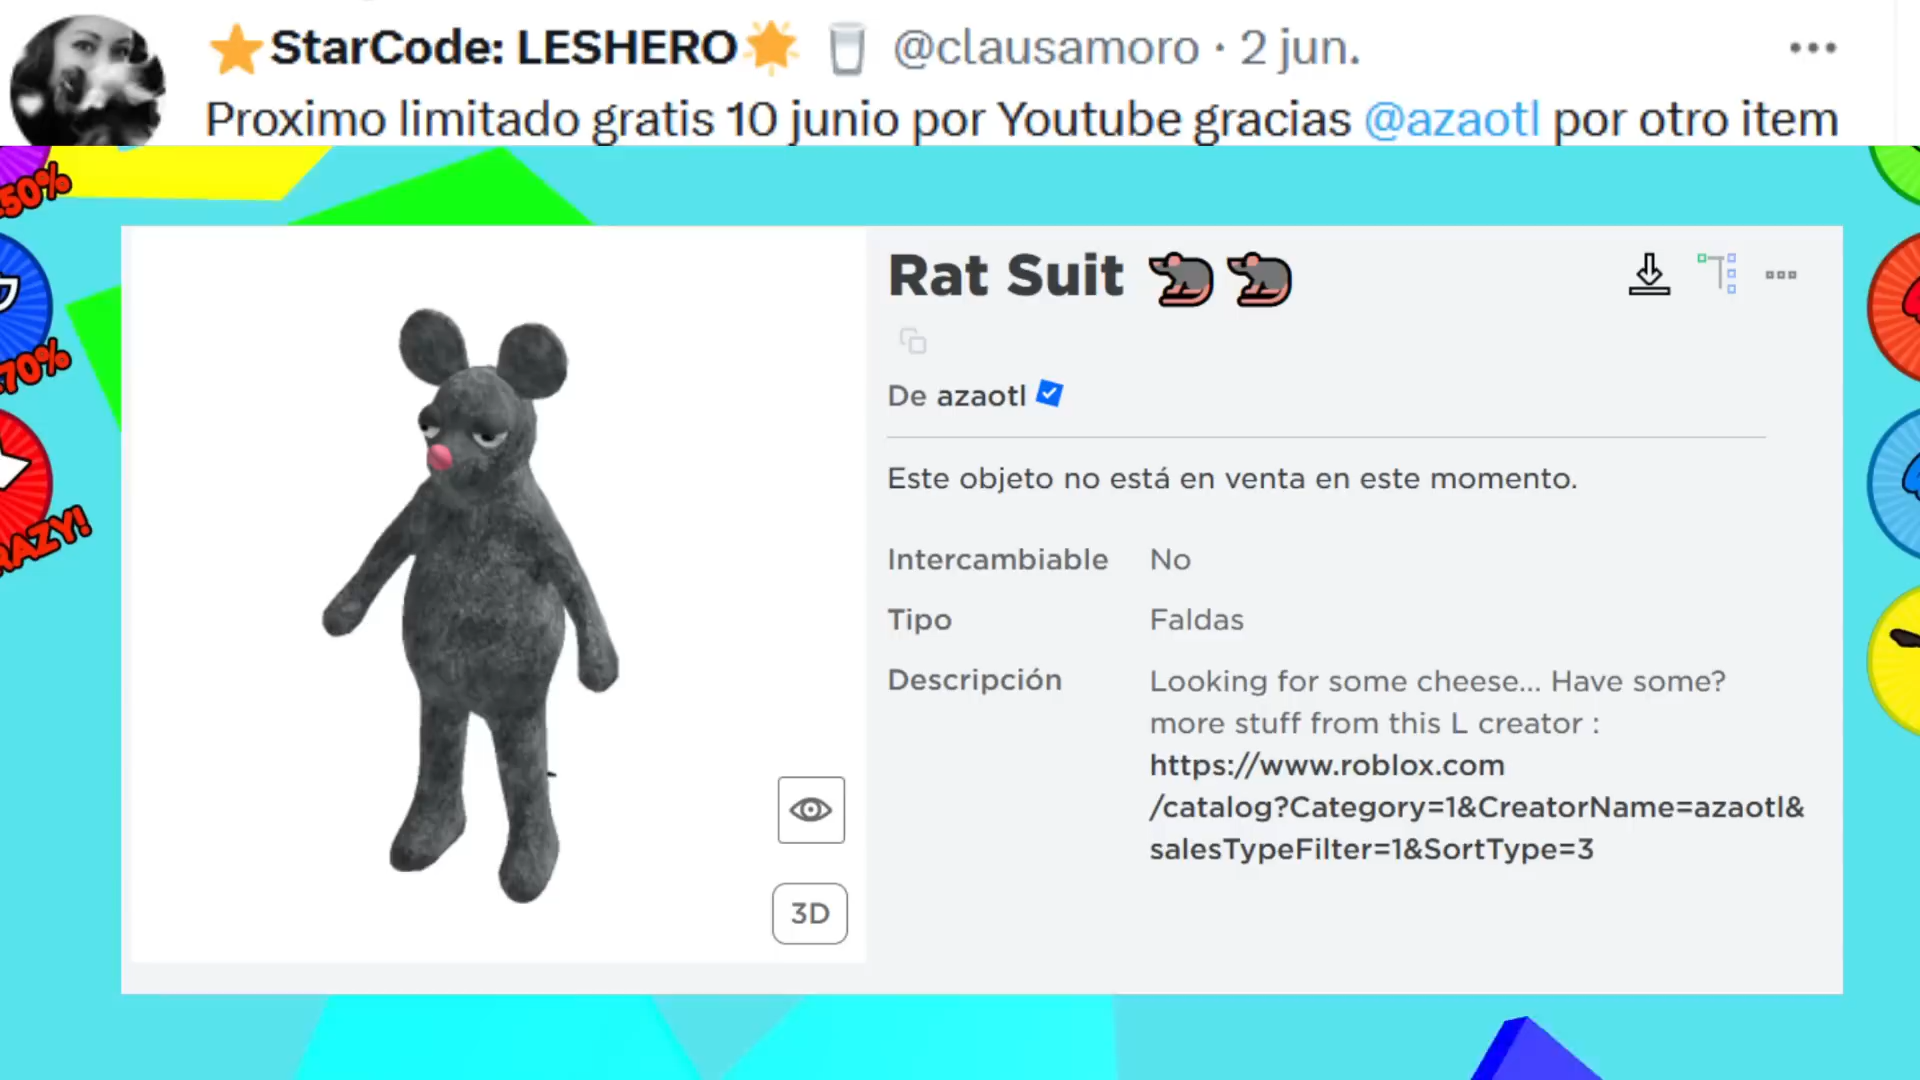 ⭐StarCode: LESHERO🌟 🥛 @clausamoro · 2 jun.
Proximo limitado gratis 10 junio por Youtube gracias @azaotl por otro item
50%
70%
RAZY!
Rat Suit 🐀🐀
De azaotl
Este objeto no está en venta en este momento.
Intercambiable No
Tipo Faldas
Descripción Looking for some cheese... Have some?
more stuff from this L creator :
https://www.roblox.com
/catalog?Category=1&CreatorName=azaotl&
salesTypeFilter=1&SortType=3
3D